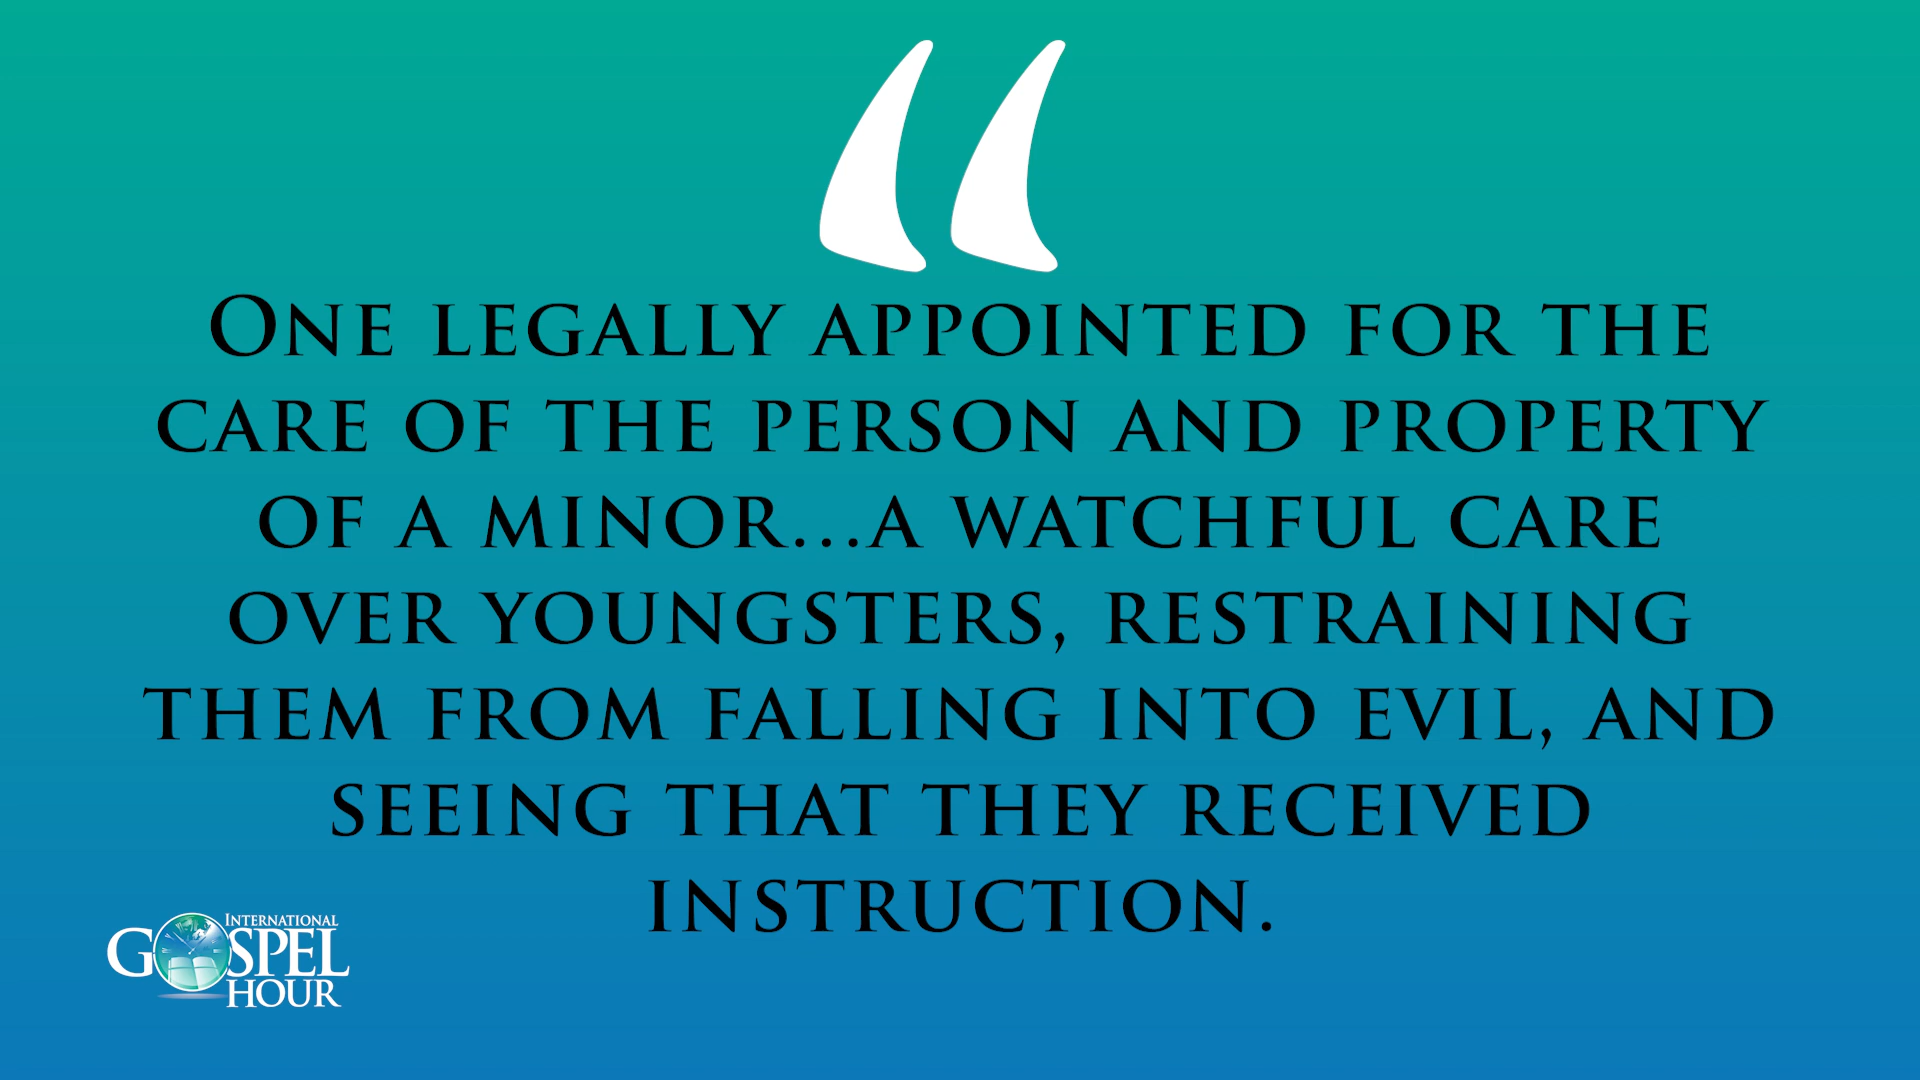 “
One legally appointed for the
care of the person and property
of a minor...a watchful care
over youngsters, restraining
them from falling into evil, and
seeing that they received
instruction.
International
Gospel
Hour